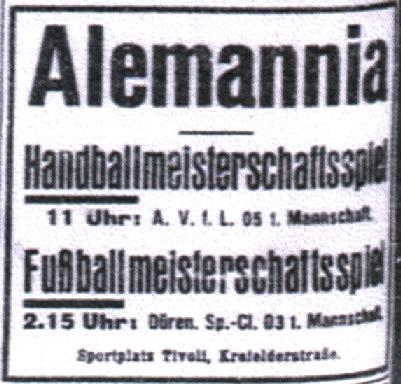 Alemannia
Handballmeisterschaftsspiel
11 Uhr: A. V. f. L. 05 1. Mannschaft.
Fußballmeisterschaftsspiel
2.15 Uhr: Düren. Sp.-Cl. 03 1. Mannschaft.
Sportplatz Tivoli, Krefelderstraße.